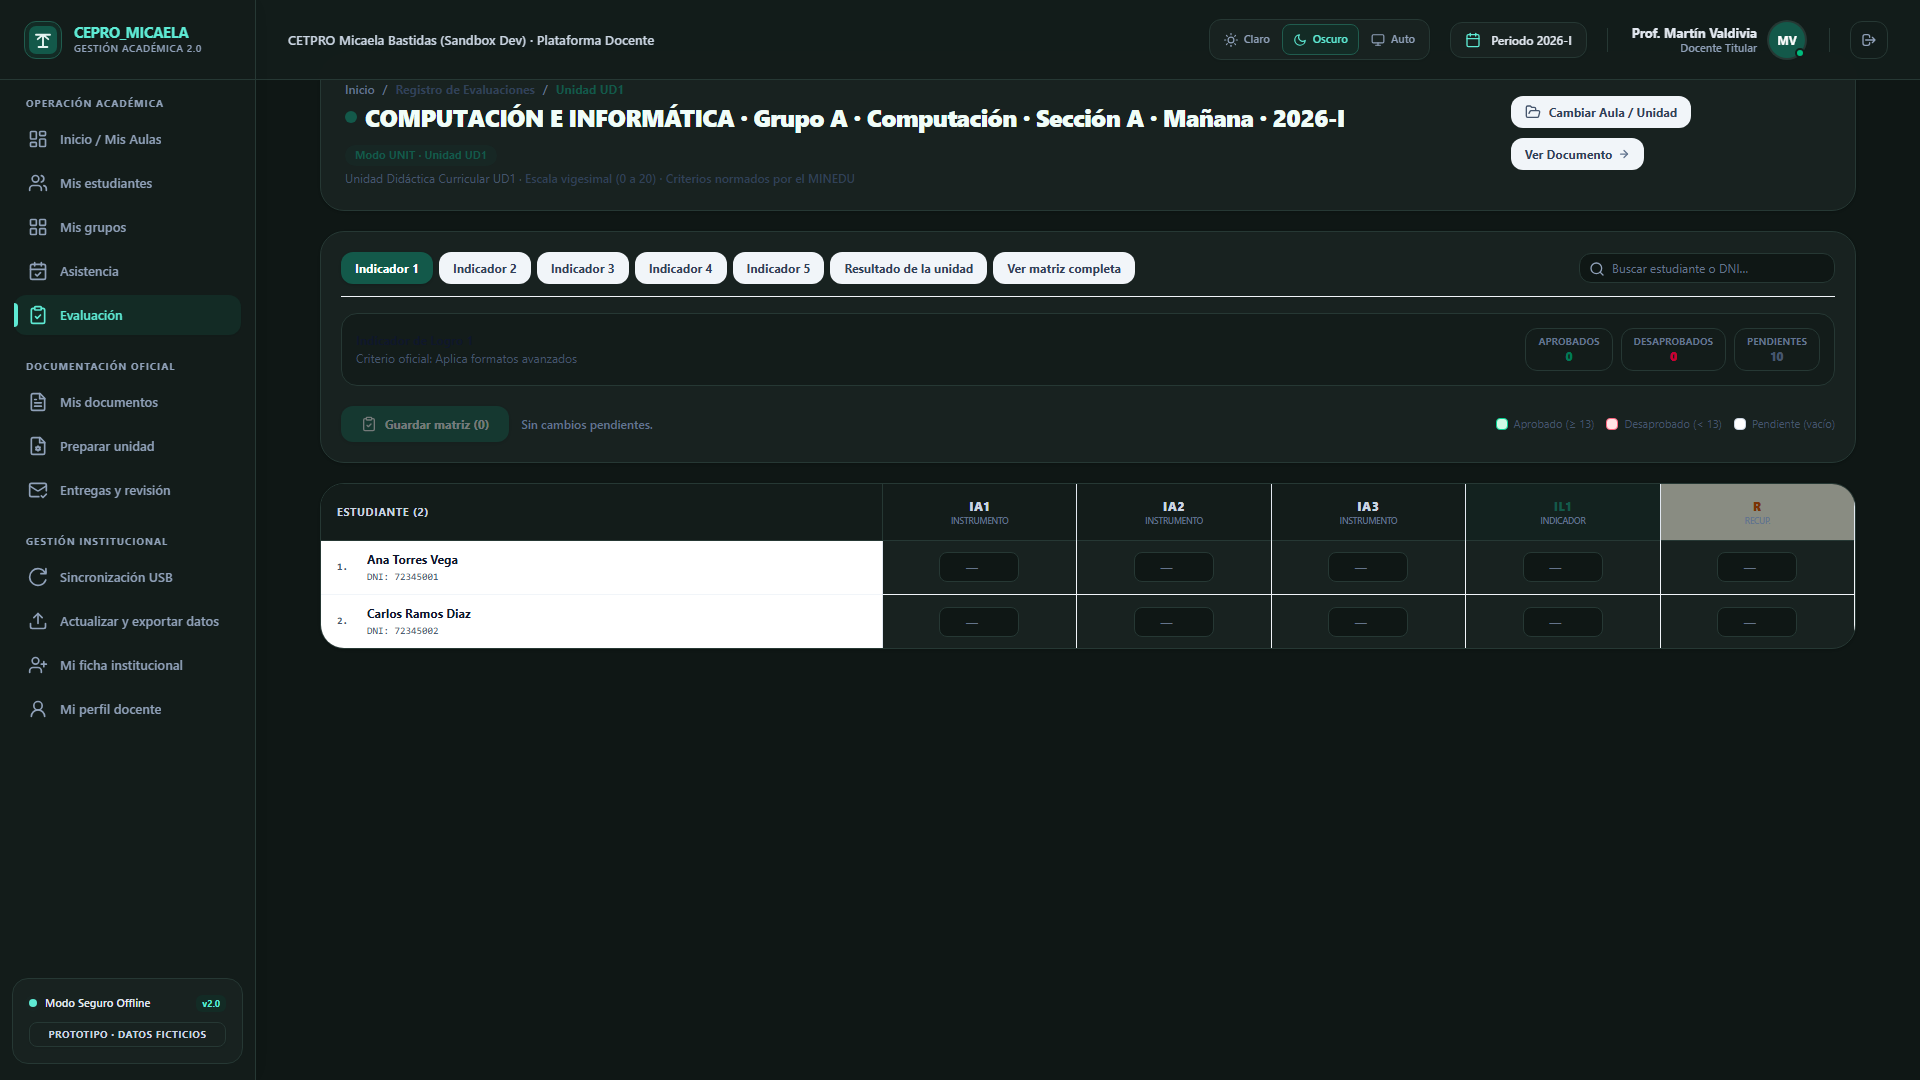 CEPRO_MICAELA
GESTIÓN ACADÉMICA 2.0
CETPRO Micaela Bastidas (Sandbox Dev) · Plataforma Docente
Claro
Oscuro
Auto
Periodo 2026-I
Prof. Martín Valdivia
Docente Titular
MV
OPERACIÓN ACADÉMICA
Inicio / Mis Aulas
Mis estudiantes
Mis grupos
Asistencia
Evaluación
DOCUMENTACIÓN OFICIAL
Mis documentos
Preparar unidad
Entregas y revisión
GESTIÓN INSTITUCIONAL
Sincronización USB
Actualizar y exportar datos
Mi ficha institucional
Mi perfil docente
Modo Seguro Offline
v2.0
PROTOTIPO · DATOS FICTICIOS
Inicio / Registro de Evaluaciones / Unidad UD1
COMPUTACIÓN E INFORMÁTICA · Grupo A · Computación · Sección A · Mañana · 2026-I
Modo UNIT · Unidad UD1
Unidad Didáctica Curricular UD1 · Escala vigesimal (0 a 20) · Criterios normados por el MINEDU
Cambiar Aula / Unidad
Ver Documento →
Indicador 1
Indicador 2
Indicador 3
Indicador 4
Indicador 5
Resultado de la unidad
Ver matriz completa
Buscar estudiante o DNI...
Criterio oficial: Aplica formatos avanzados
APROBADOS
0
DESAPROBADOS
0
PENDIENTES
10
Guardar matriz (0)
Sin cambios pendientes.
Aprobado (≥ 13)
Desaprobado (< 13)
Pendiente (vacío)
ESTUDIANTE (2)
IA1
INSTRUMENTO
IA2
INSTRUMENTO
IA3
INSTRUMENTO
IL1
INDICADOR
R
RECUP.
1. Ana Torres Vega
DNI: 72345001
— — — — —
2. Carlos Ramos Diaz
DNI: 72345002
— — — — —